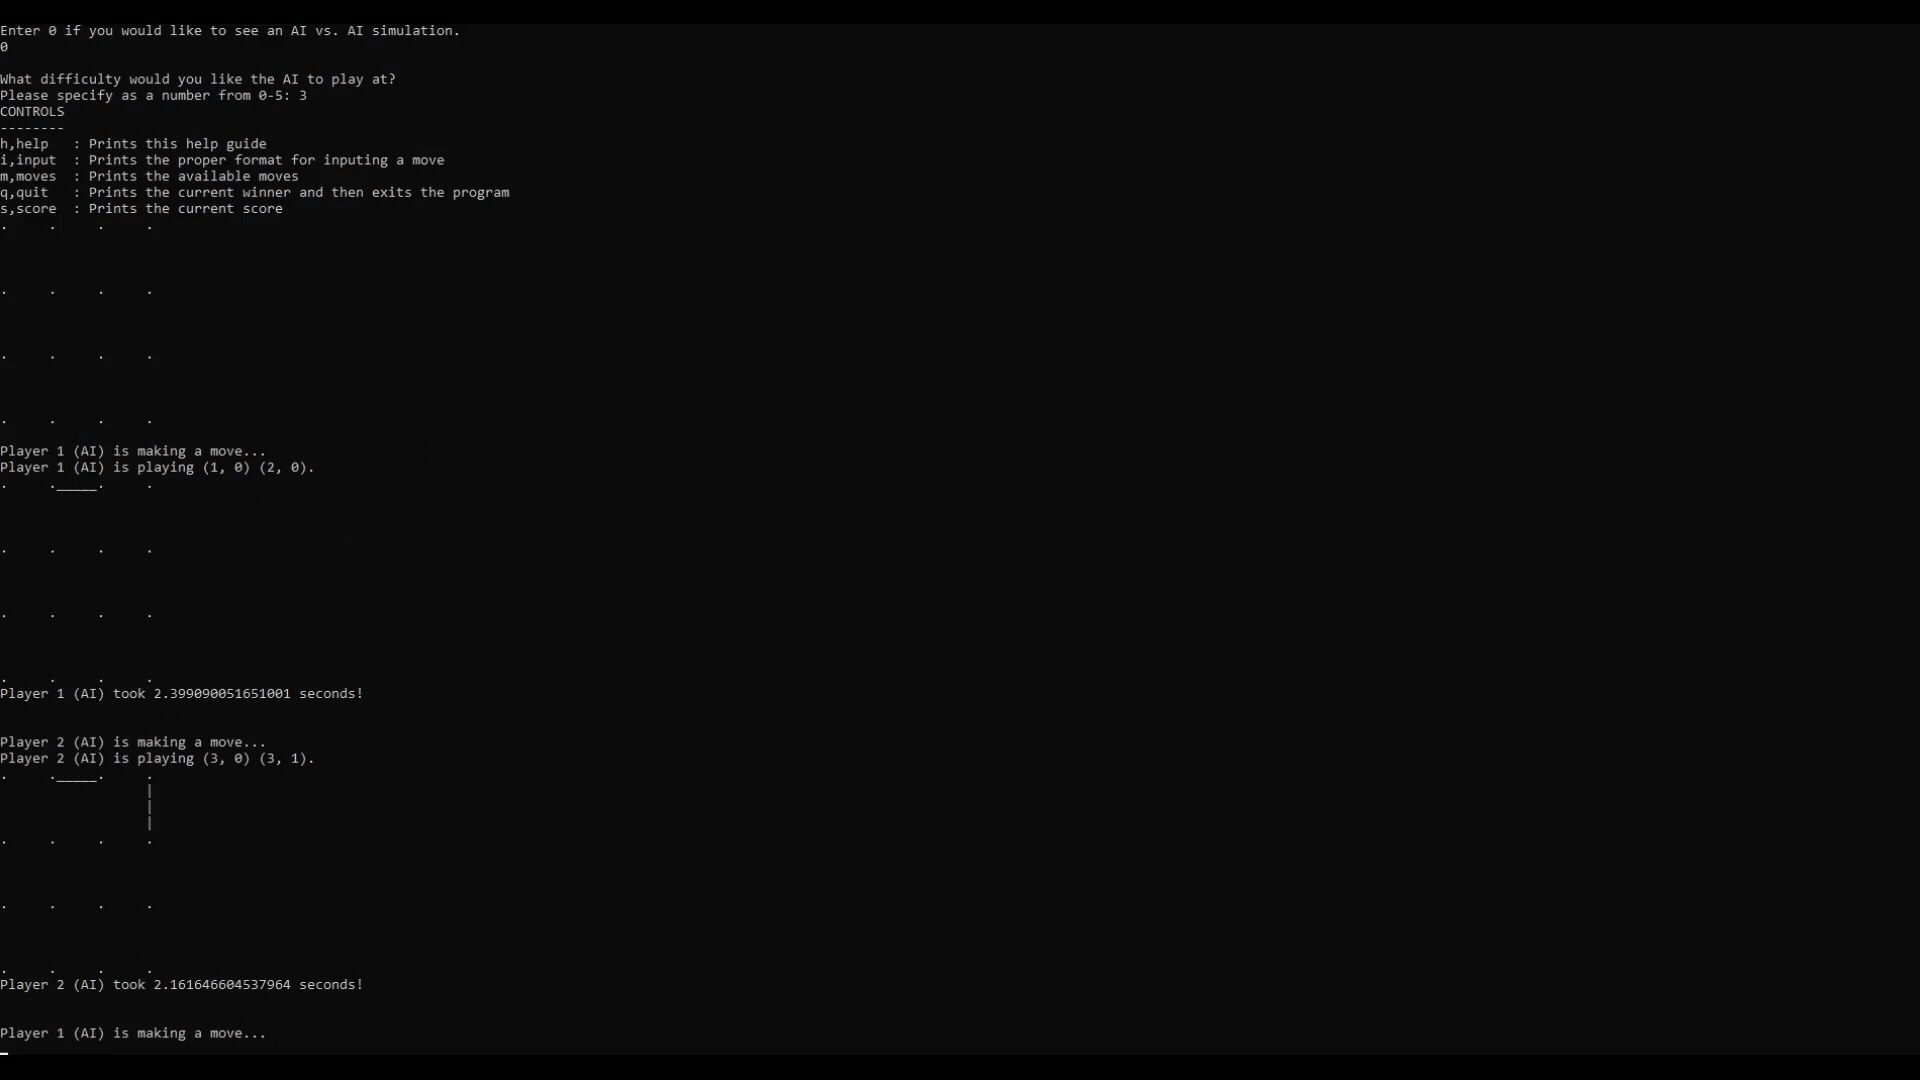 Enter 0 if you would like to see an AI vs. AI simulation.
0
What difficulty would you like the AI to play at?
Please specify as a number from 0-5: 3
CONTROLS
--------
h,help   : Prints this help guide
i,input  : Prints the proper format for inputing a move
m,moves  : Prints the available moves
q,quit   : Prints the current winner and then exits the program
s,score  : Prints the current score
.     .     .     .
.     .     .     .
.     .     .     .
.     .     .     .
Player 1 (AI) is making a move...
Player 1 (AI) is playing (1, 0) (2, 0).
.     ._____.     .
.     .     .     .
.     .     .     .
.     .     .     .
Player 1 (AI) took 2.399090051651001 seconds!
Player 2 (AI) is making a move...
Player 2 (AI) is playing (3, 0) (3, 1).
.     ._____.     .
                  |
                  |
                  |
.     .     .     .
.     .     .     .
.     .     .     .
Player 2 (AI) took 2.161646604537964 seconds!
Player 1 (AI) is making a move...